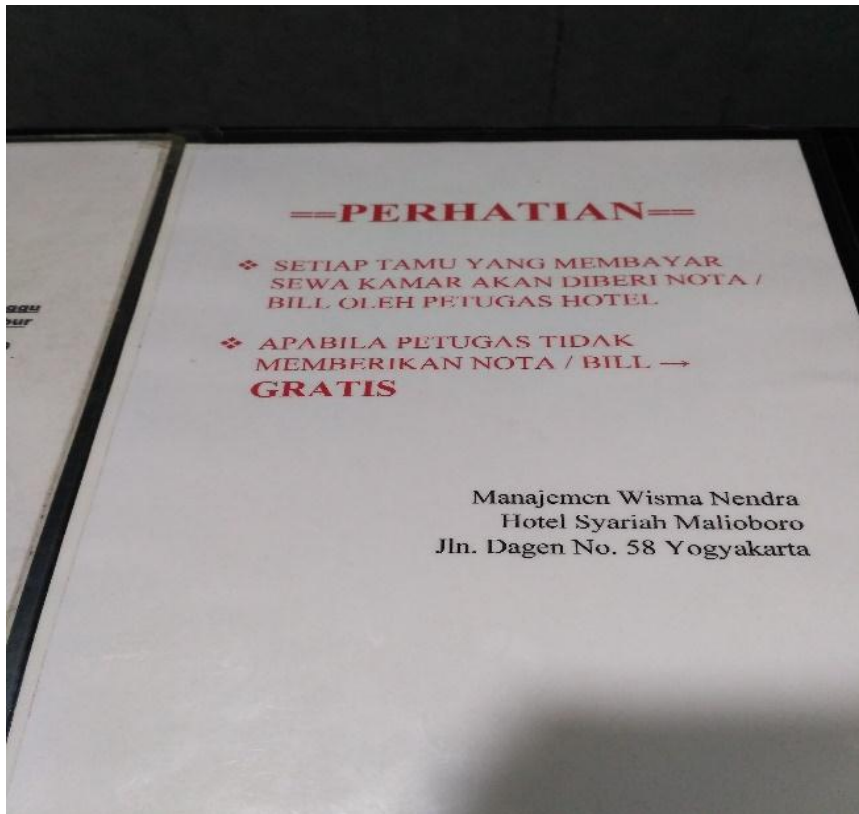 ==PERHATIAN==
❖ SETIAP TAMU YANG MEMBAYAR
SEWA KAMAR AKAN DIBERI NOTA /
BILL OLEH PETUGAS HOTEL
❖ APABILA PETUGAS TIDAK
MEMBERIKAN NOTA / BILL →
GRATIS
Manajemen Wisma Nendra
Hotel Syariah Malioboro
Jln. Dagen No. 58 Yogyakarta